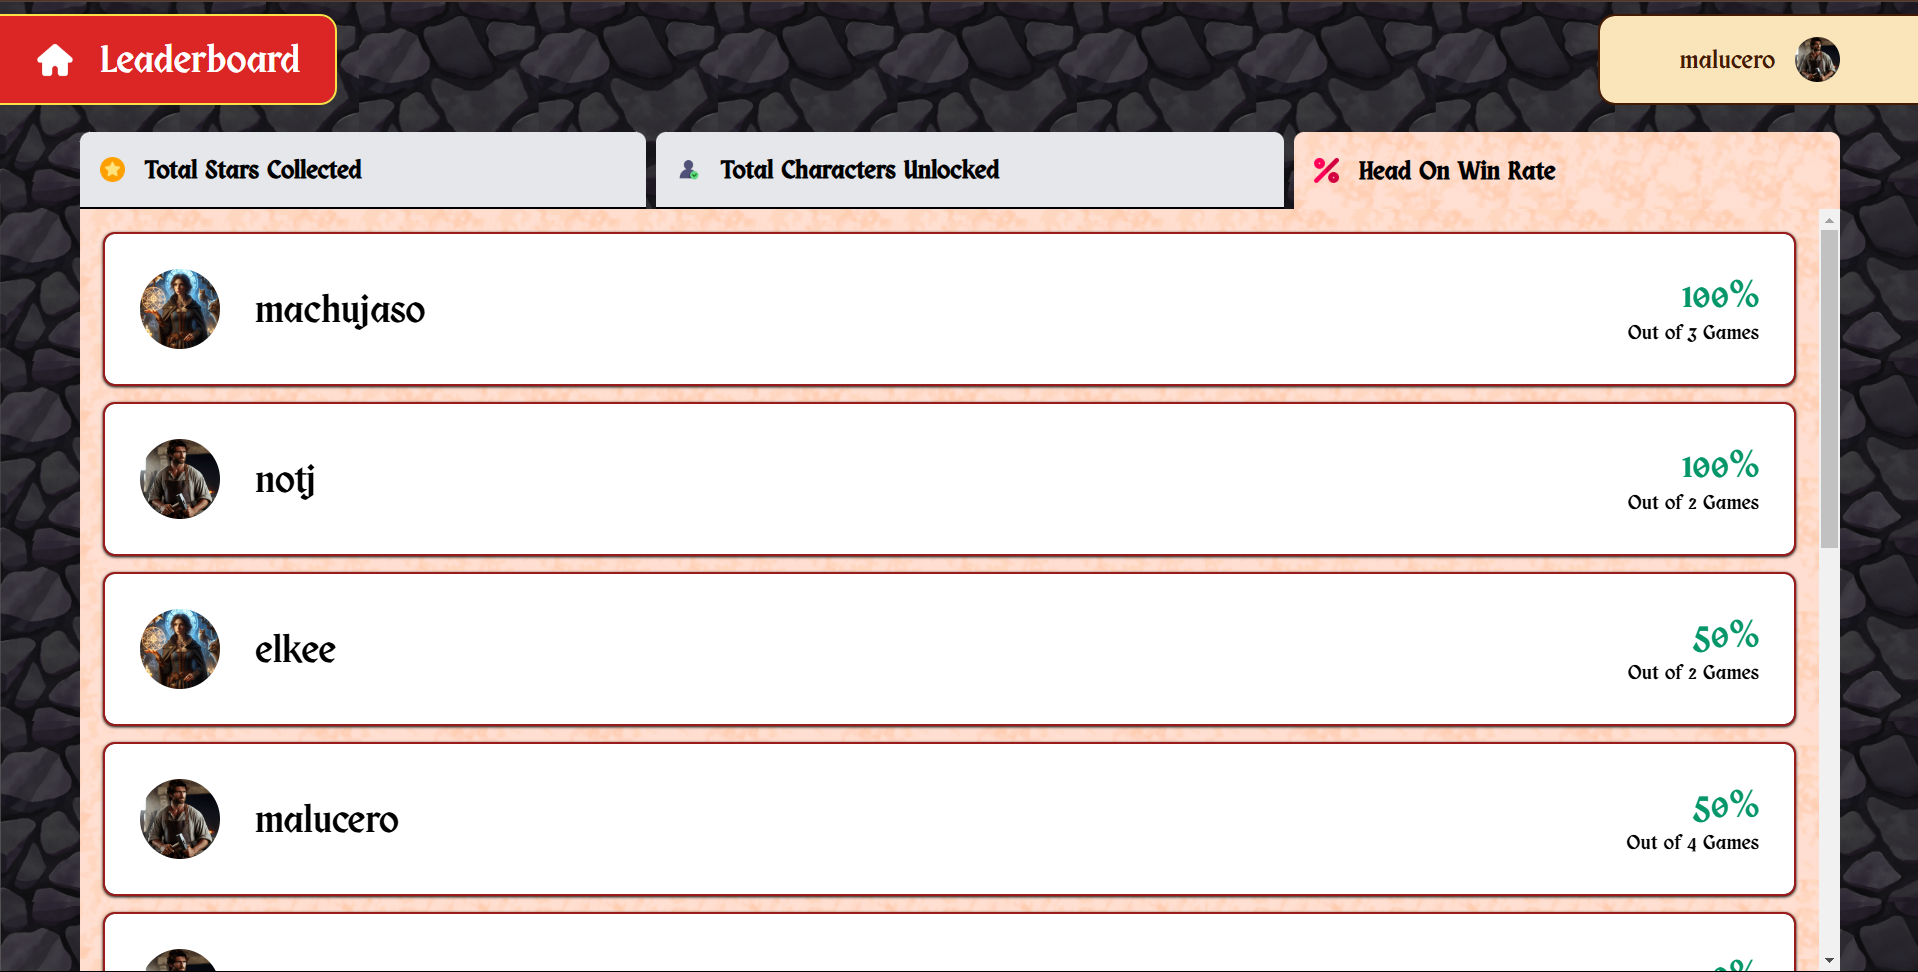 Leaderboard
malucero
Total Stars Collected
Total Characters Unlocked
Head On Win Rate
machujaso
100%
Out of 3 Games
notj
100%
Out of 2 Games
elkee
50%
Out of 2 Games
malucero
50%
Out of 4 Games